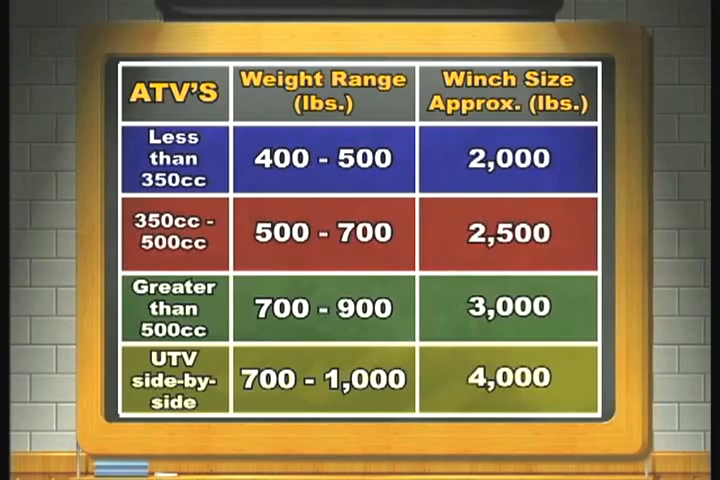 ATV'S
Weight Range
(lbs.)
Winch Size
Approx. (lbs.)
Less
than
350cc
400 - 500
2,000
350cc -
500cc
500 - 700
2,500
Greater
than
500cc
700 - 900
3,000
UTV
side-by-
side
700 - 1,000
4,000